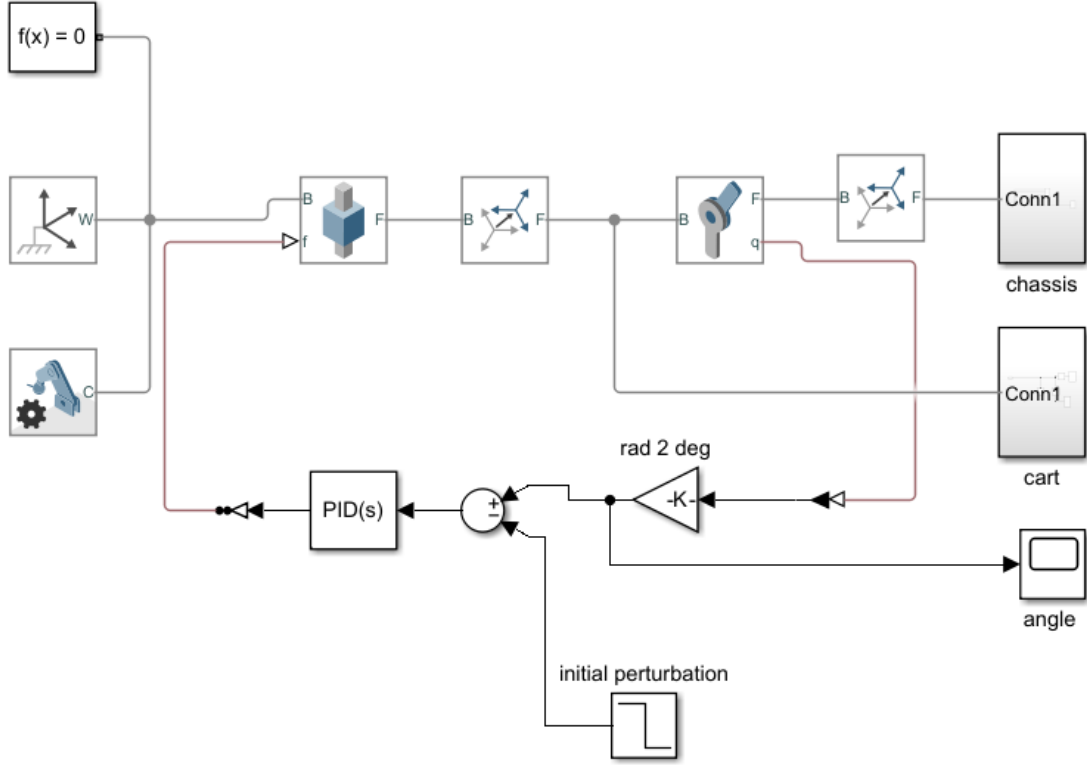 f(x) = 0
W
B
f
F
B
F
B
F
q
B
F
Conn1
chassis
C
Conn1
cart
rad 2 deg
PID(s)
+
−
-K-
angle
initial perturbation